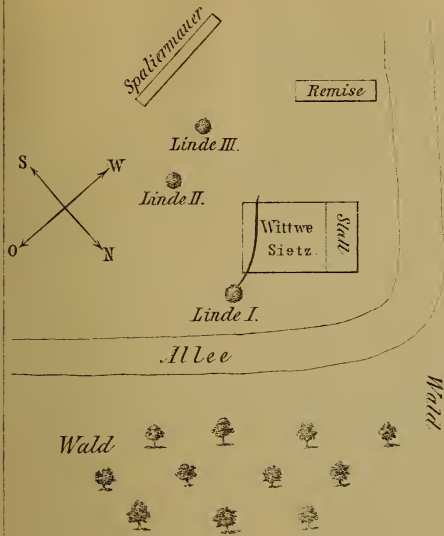 Spaliermauer
Remise
Linde III.
S
W
Linde II.
Wittwe
Sietz.
Stall
O
N
Linde I.
Allee
Wald
Wald